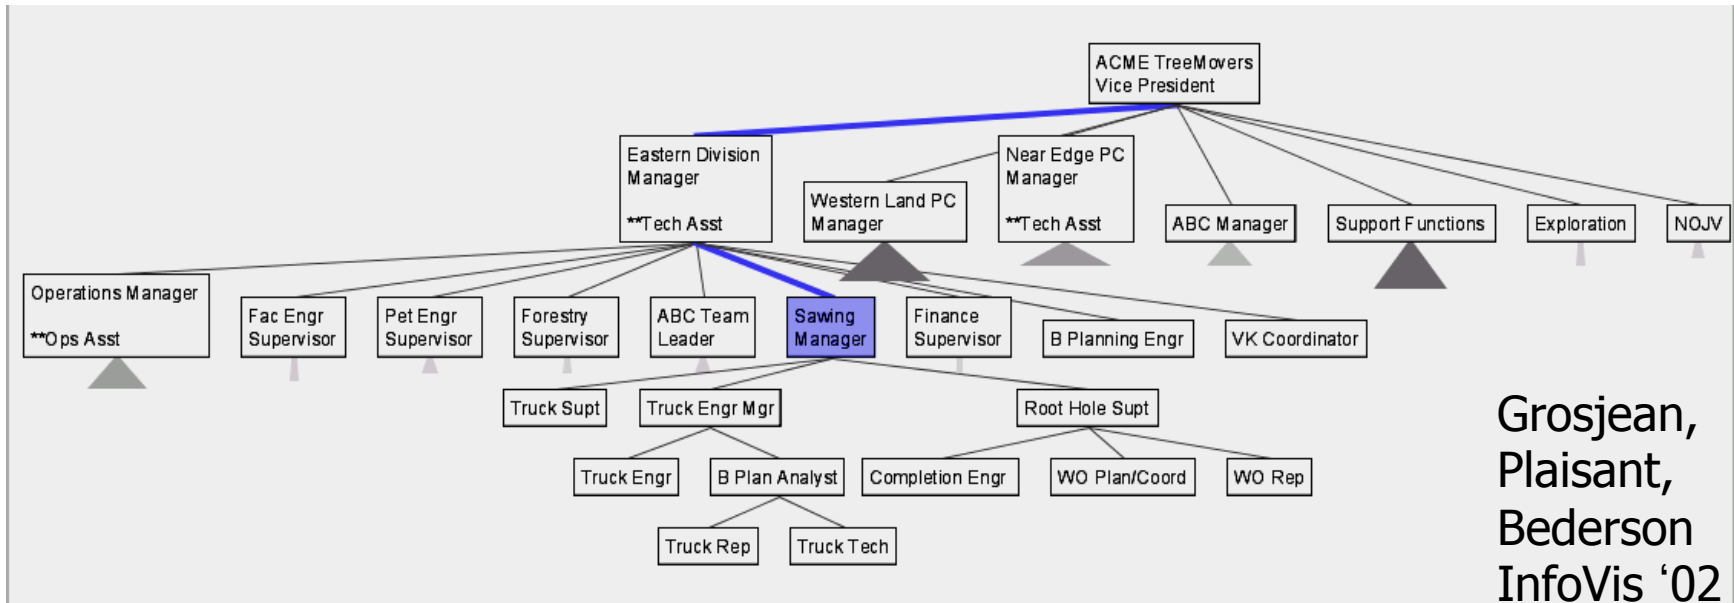 ACME TreeMovers
Vice President
Eastern Division
Manager
**Tech Asst
Western Land PC
Manager
Near Edge PC
Manager
**Tech Asst
ABC Manager
Support Functions
Exploration
NOJV
Operations Manager
**Ops Asst
Fac Engr
Supervisor
Pet Engr
Supervisor
Forestry
Supervisor
ABC Team
Leader
Sawing
Manager
Finance
Supervisor
B Planning Engr
VK Coordinator
Truck Supt
Truck Engr Mgr
Root Hole Supt
Truck Engr
B Plan Analyst
Completion Engr
WO Plan/Coord
WO Rep
Truck Rep
Truck Tech
Grosjean,
Plaisant,
Bederson
InfoVis ‘02